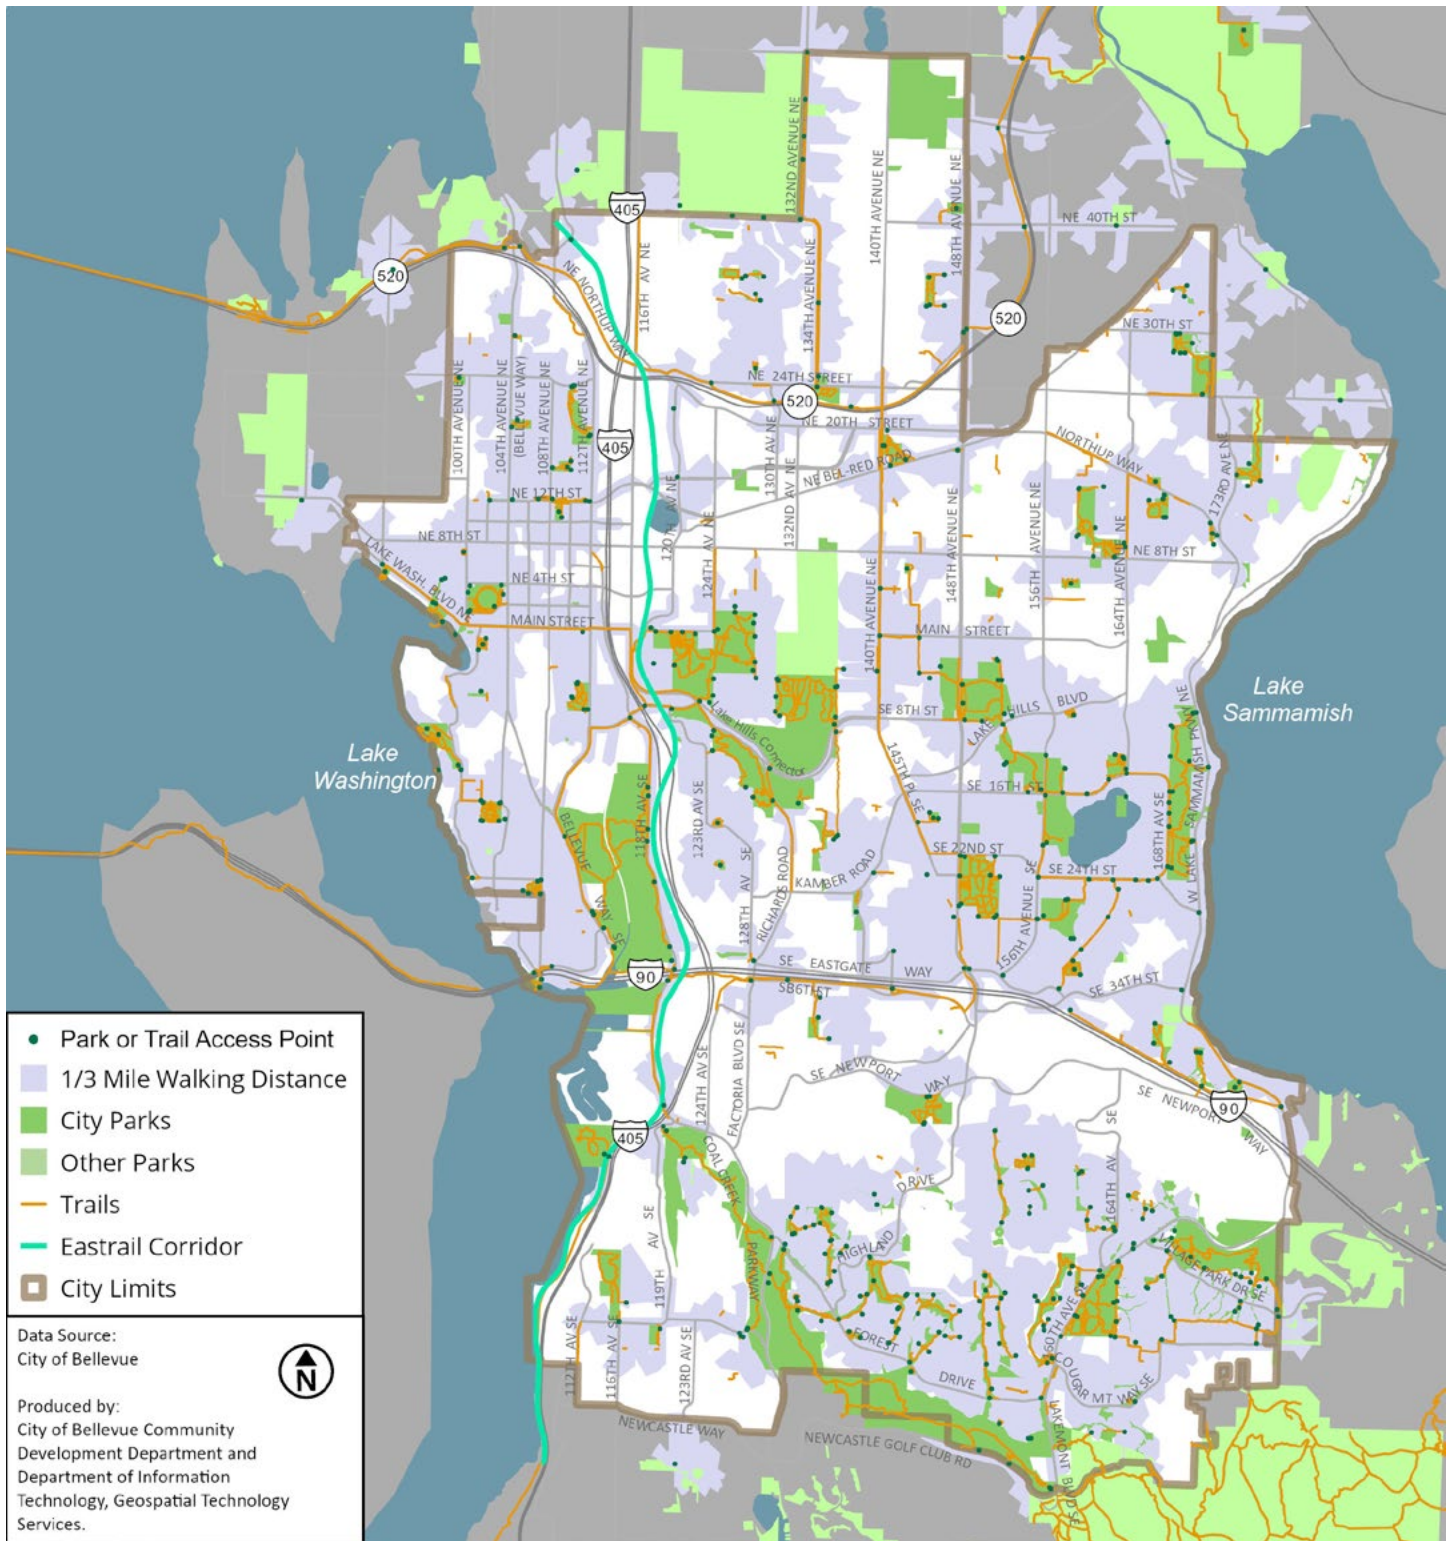 132ND AVENUE NE
405
148TH AVENUE NE
NE 40TH ST
140TH AVENUE NE
520
NE NORTHUP WAY
116TH AV NE
134TH AVENUE NE
148TH AVENUE NE
520
NE 30TH ST
100TH AVENUE NE
104TH AVENUE NE
(BELLEVUE WAY)
108TH AVENUE NE
112TH AVENUE NE
NE 24TH STREET
520
NE 20TH STREET
405
130TH AV NE
132ND AV NE
NE BEL-RED ROAD
NORTHUP WAY
164TH AVENUE NE
173RD AVE NE
NE 12TH ST
120TH AV NE
124TH AV NE
148TH AVENUE NE
156TH AVENUE NE
NE 8TH ST
NE 8TH ST
LAKE WASH. BLVD NE
NE 4TH ST
140TH AVENUE NE
164TH AVENUE NE
MAIN STREET
MAIN STREET
Lake
Sammamish
Lake Hills Connector
SE 8TH ST
LAKE HILLS BLVD
Lake
Washington
145TH PL SE
SE 16TH ST
W LAKE SAMMAMISH PKWY NE
118TH AV SE
123RD AV SE
168TH AV SE
BELLEVUE WAY SE
128TH AV SE
RICHARDS ROAD
KAMBER ROAD
SE 22ND ST
SE 24TH ST
156TH AVENUE SE
SE EASTGATE WAY
SE 34TH ST
90
SE36TH ST
124TH AV SE
FACTORIA BLVD SE
SE NEWPORT WAY
SE NEWPORT WAY
90
405
COAL CREEK PARKWAY
164TH AV SE
HIGHLAND DRIVE
VILLAGE PARK DR SE
119TH AV SE
160TH AVE SE
FOREST DRIVE
COUGAR MT WAY SE
112TH AV SE
116TH AV SE
123RD AV SE
NEWCASTLE WAY
NEWCASTLE GOLF CLUB RD
LAKEMONT BLVD SE
Park or Trail Access Point
1/3 Mile Walking Distance
City Parks
Other Parks
Trails
Eastrail Corridor
City Limits
Data Source:
City of Bellevue
N
Produced by:
City of Bellevue Community
Development Department and
Department of Information
Technology, Geospatial Technology
Services.